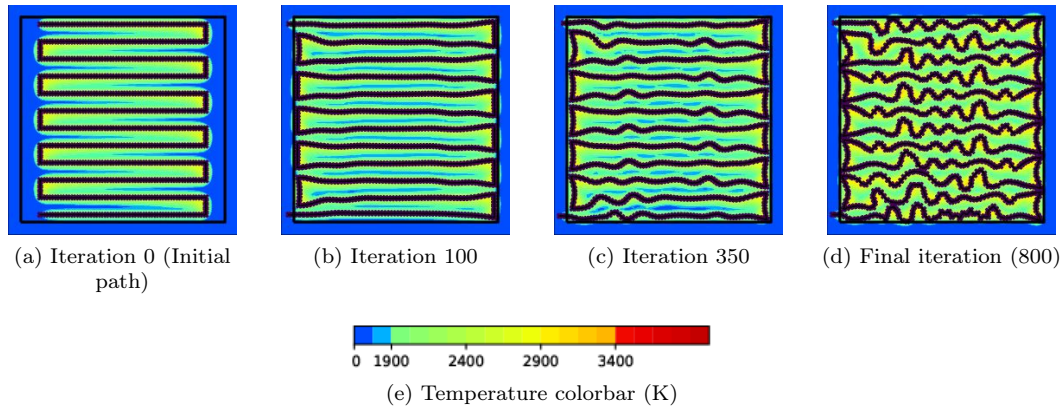 (a) Iteration 0 (Initial
path)
(b) Iteration 100
(c) Iteration 350
(d) Final iteration (800)
0 1900 2400 2900 3400
(e) Temperature colorbar (K)